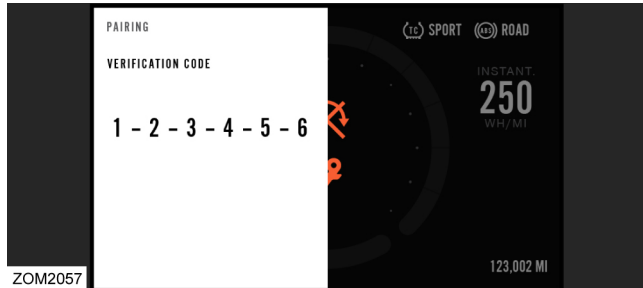 PAIRING
VERIFICATION CODE
1 – 2 – 3 – 4 – 5 – 6
TC SPORT ABS ROAD
INSTANT.
250
WH/MI
123,002 MI
ZOM2057